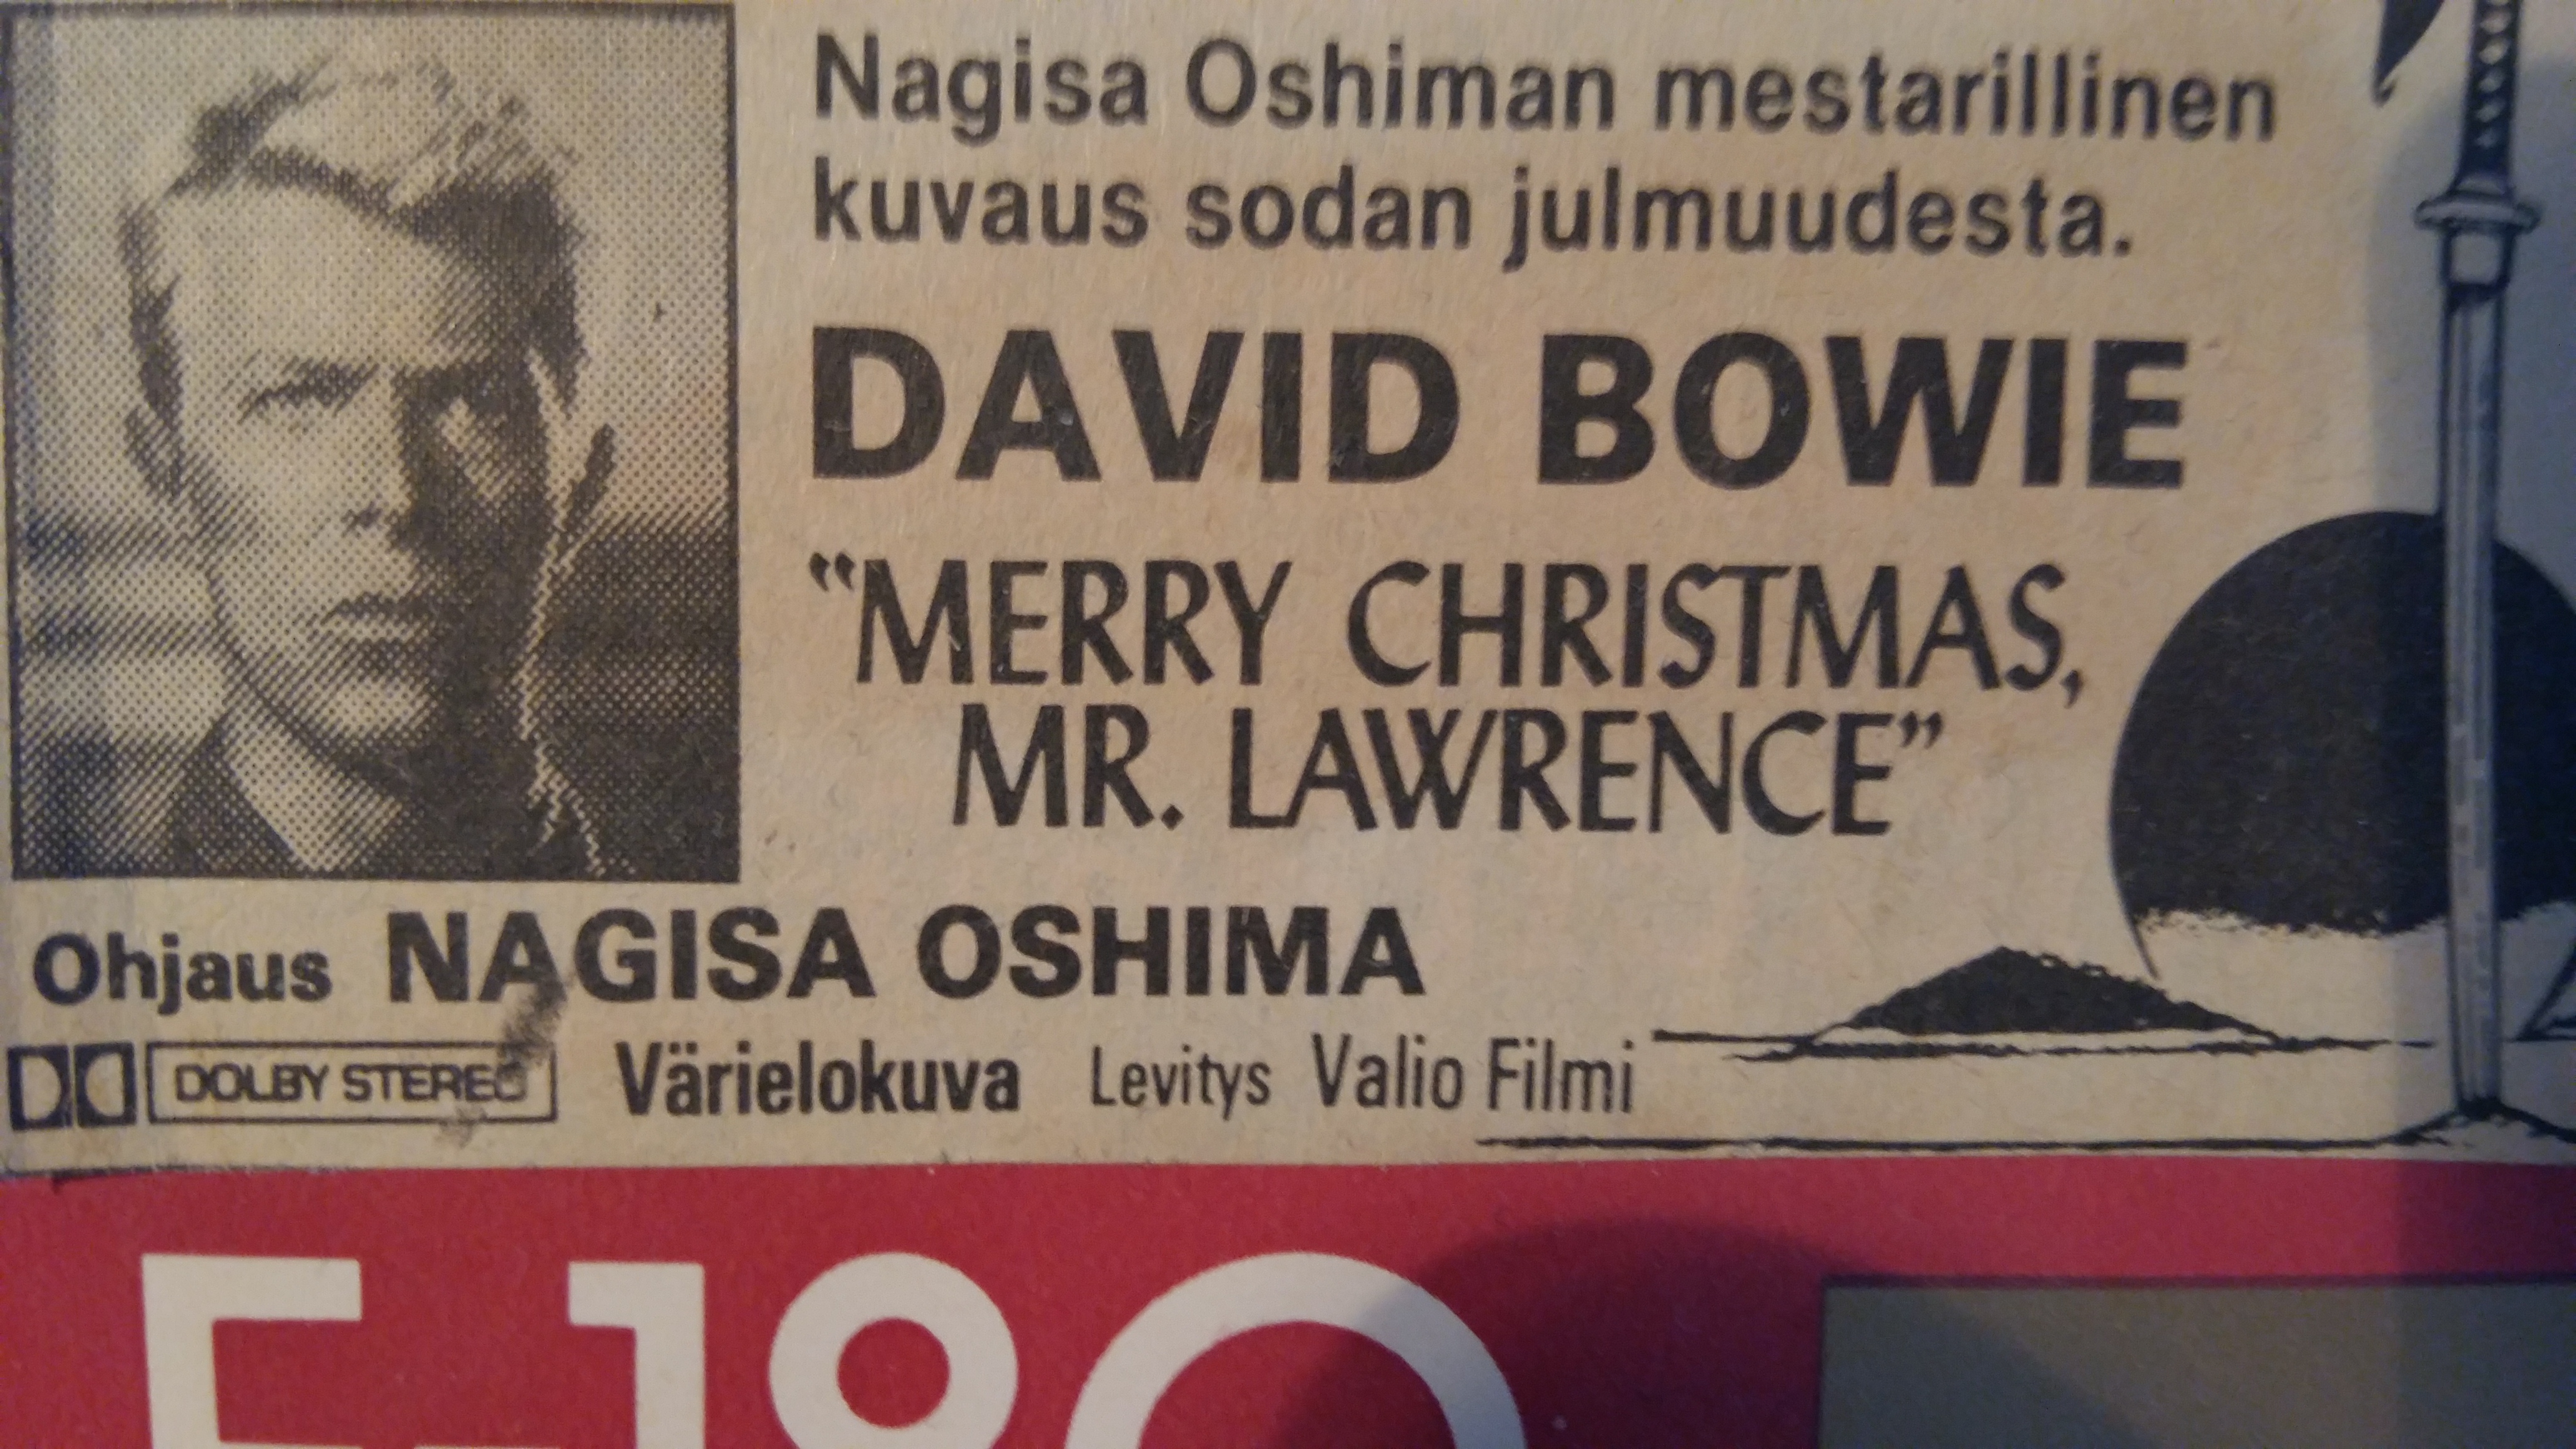 Nagisa Oshiman mestarillinen
kuvaus sodan julmuudesta.
DAVID BOWIE
“MERRY CHRISTMAS,
MR. LAWRENCE”
Ohjaus NAGISA OSHIMA
DOLBY STEREO Värielokuva Levitys Valio Filmi